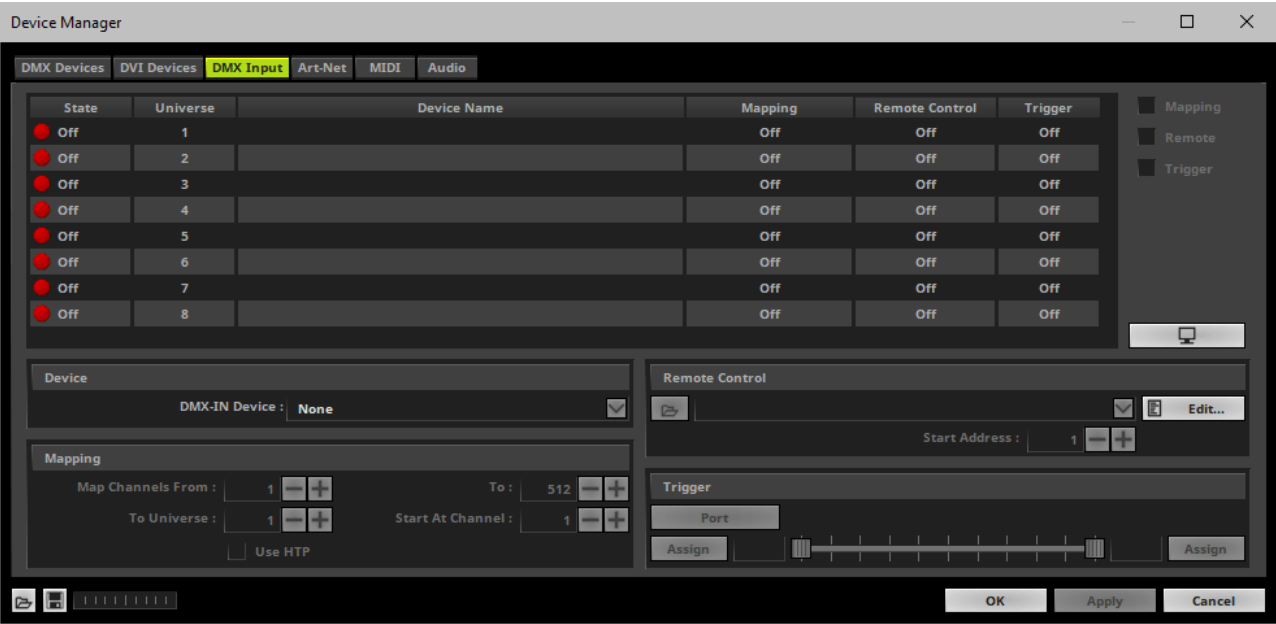 Device Manager
DMX Devices DVI Devices DMX Input Art-Net MIDI Audio
State Universe Device Name Mapping Remote Control Trigger
Off 1 Off Off Off
Off 2 Off Off Off
Off 3 Off Off Off
Off 4 Off Off Off
Off 5 Off Off Off
Off 6 Off Off Off
Off 7 Off Off Off
Off 8 Off Off Off
Mapping
Remote
Trigger
Device
DMX-IN Device : None
Mapping
Map Channels From : 1 To : 512
To Universe : 1 Start At Channel : 1
Use HTP
Remote Control
Edit...
Start Address : 1
Trigger
Port
Assign Assign
OK Apply Cancel